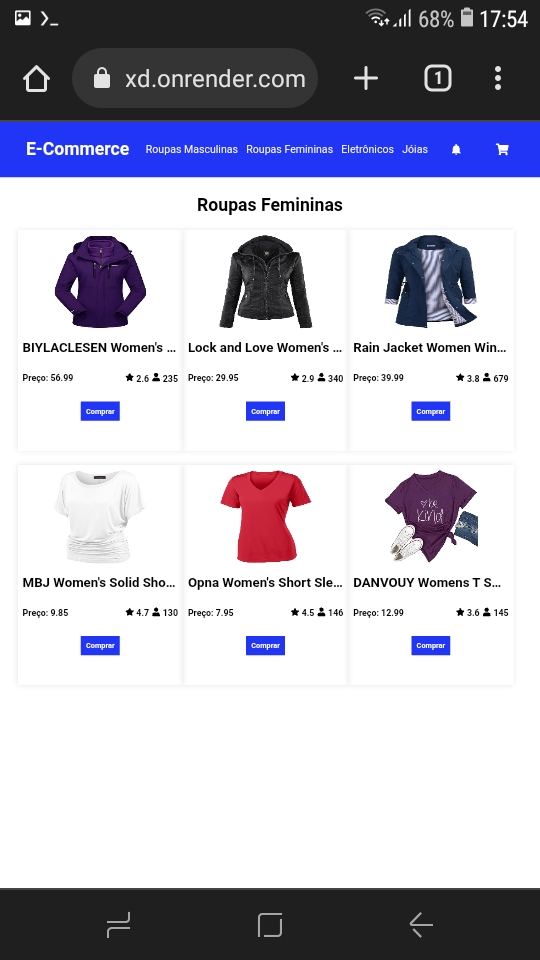 68% 17:54
xd.onrender.com 1
E-Commerce Roupas Masculinas Roupas Femininas Eletrônicos Jóias
Roupas Femininas
BIYLACLESEN Women's ... Lock and Love Women's ... Rain Jacket Women Win...
Preço: 56.99 2.6 235 Preço: 29.95 2.9 340 Preço: 39.99 3.8 679
Comprar Comprar Comprar
be
kind
MBJ Women's Solid Sho... Opna Women's Short Sle... DANVOUY Womens T S...
Preço: 9.85 4.7 130 Preço: 7.95 4.5 146 Preço: 12.99 3.6 145
Comprar Comprar Comprar